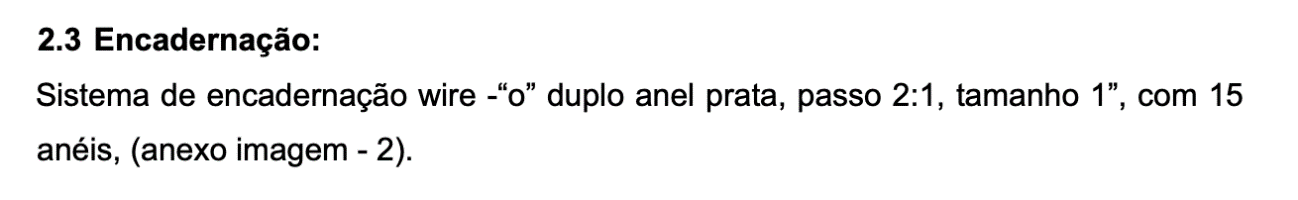 2.3 Encadernação:
Sistema de encadernação wire -“o” duplo anel prata, passo 2:1, tamanho 1”, com 15
anéis, (anexo imagem - 2).